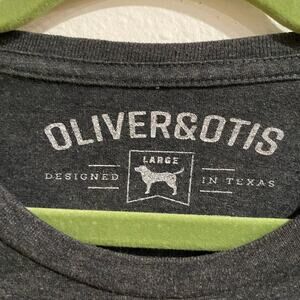 OLIVER&OTIS
LARGE
DESIGNED IN TEXAS